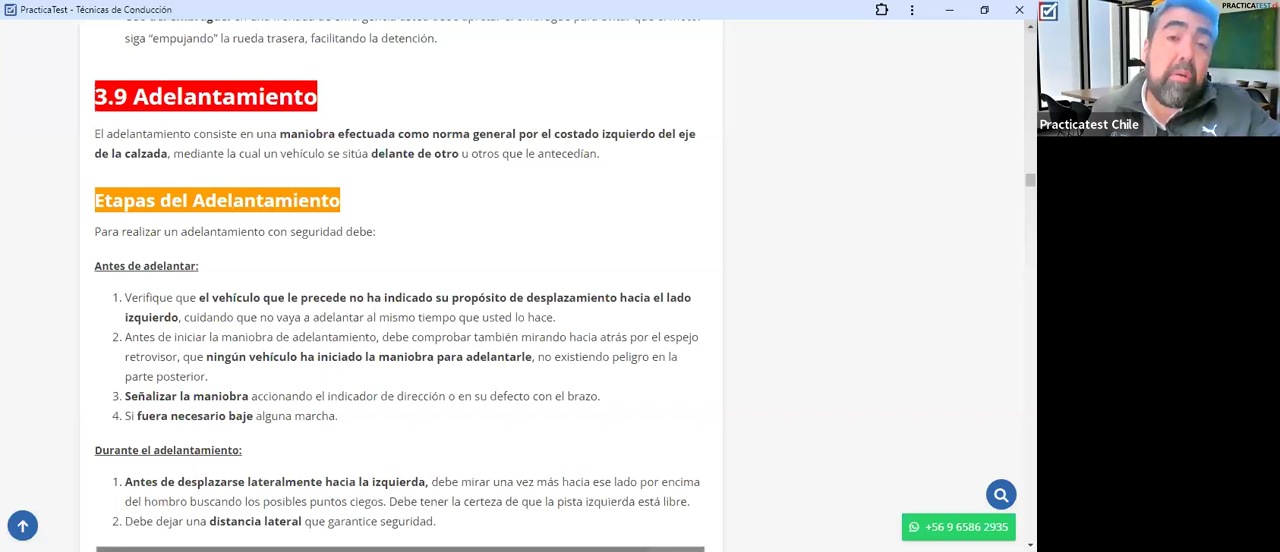 PracticaTest - Técnicas de Conducción
siga “empujando” la rueda trasera, facilitando la detención.
3.9 Adelantamiento
El adelantamiento consiste en una maniobra efectuada como norma general por el costado izquierdo del eje
de la calzada, mediante la cual un vehículo se sitúa delante de otro u otros que le antecedían.
Etapas del Adelantamiento
Para realizar un adelantamiento con seguridad debe:
Antes de adelantar:
1. Verifique que el vehículo que le precede no ha indicado su propósito de desplazamiento hacia el lado
izquierdo, cuidando que no vaya a adelantar al mismo tiempo que usted lo hace.
2. Antes de iniciar la maniobra de adelantamiento, debe comprobar también mirando hacia atrás por el espejo
retrovisor, que ningún vehículo ha iniciado la maniobra para adelantarle, no existiendo peligro en la
parte posterior.
3. Señalizar la maniobra accionando el indicador de dirección o en su defecto con el brazo.
4. Si fuera necesario baje alguna marcha.
Durante el adelantamiento:
1. Antes de desplazarse lateralmente hacia la izquierda, debe mirar una vez más hacia ese lado por encima
del hombro buscando los posibles puntos ciegos. Debe tener la certeza de que la pista izquierda está libre.
2. Debe dejar una distancia lateral que garantice seguridad.
+56 9 6586 2935
PRACTICATEST
Practicatest Chile